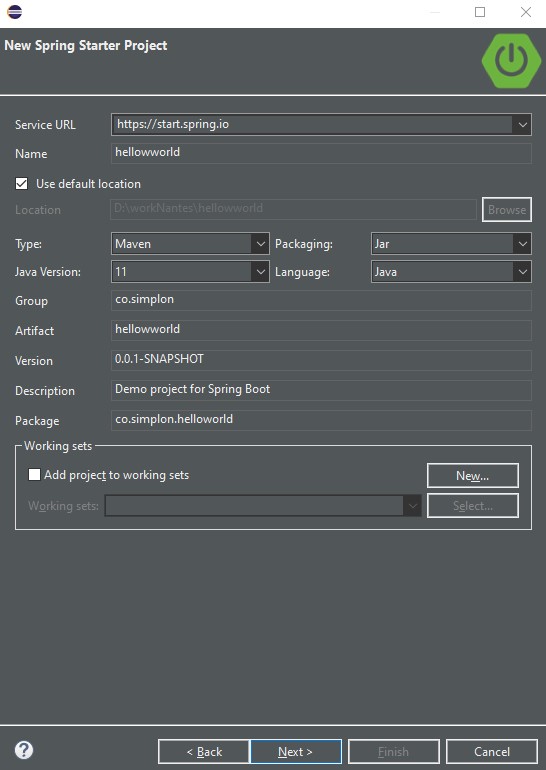 New Spring Starter Project
Service URL https://start.spring.io
Name hellowworld
Use default location
Location D:\workNantes\hellowworld Browse
Type: Maven Packaging: Jar
Java Version: 11 Language: Java
Group co.simplon
Artifact hellowworld
Version 0.0.1-SNAPSHOT
Description Demo project for Spring Boot
Package co.simplon.helloworld
Working sets
Add project to working sets New...
Working sets: Select...
? < Back Next > Finish Cancel